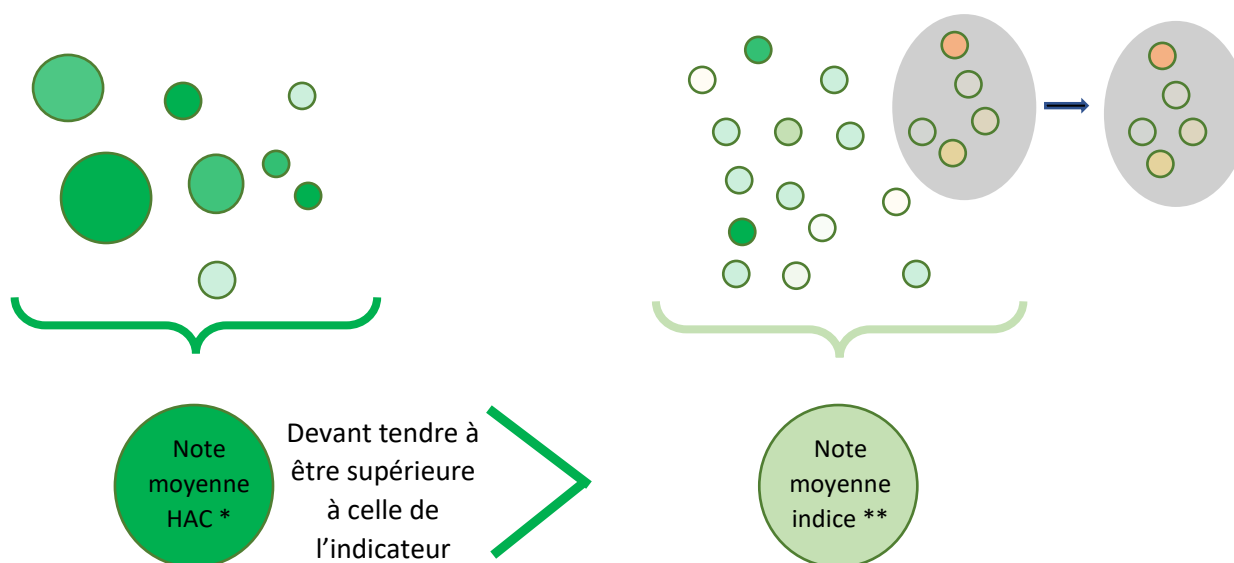 Note
moyenne
HAC *
Devant tendre à
être supérieure
à celle de
l’indicateur
Note
moyenne
indice **